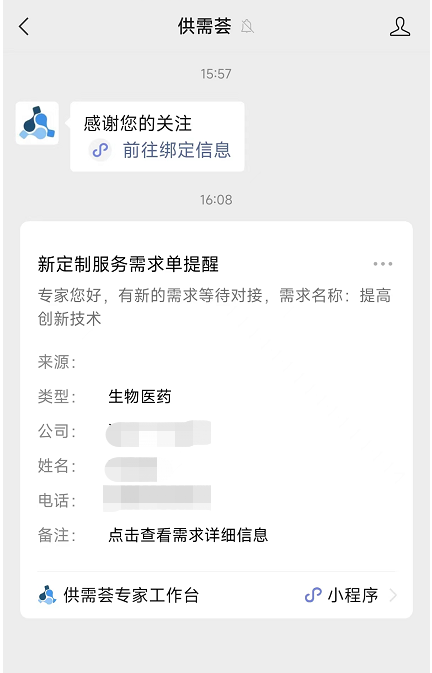 供需荟
15:57
感谢您的关注
前往绑定信息
16:08
新定制服务需求单提醒
专家您好，有新的需求等待对接，需求名称：提高
创新技术
来源：
类型： 生物医药
公司：
姓名：
电话：
备注： 点击查看需求详细信息
供需荟专家工作台 小程序